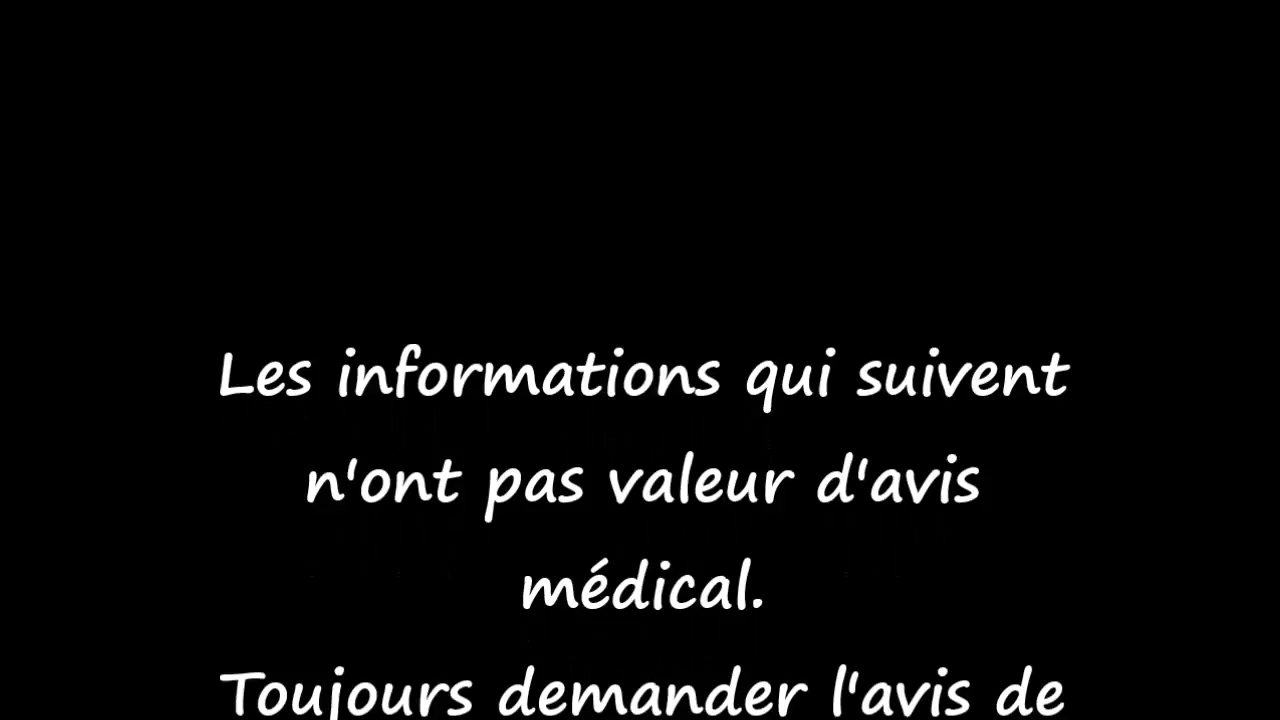 Les informations qui suivent
n'ont pas valeur d'avis
médical.
Toujours demander l'avis de